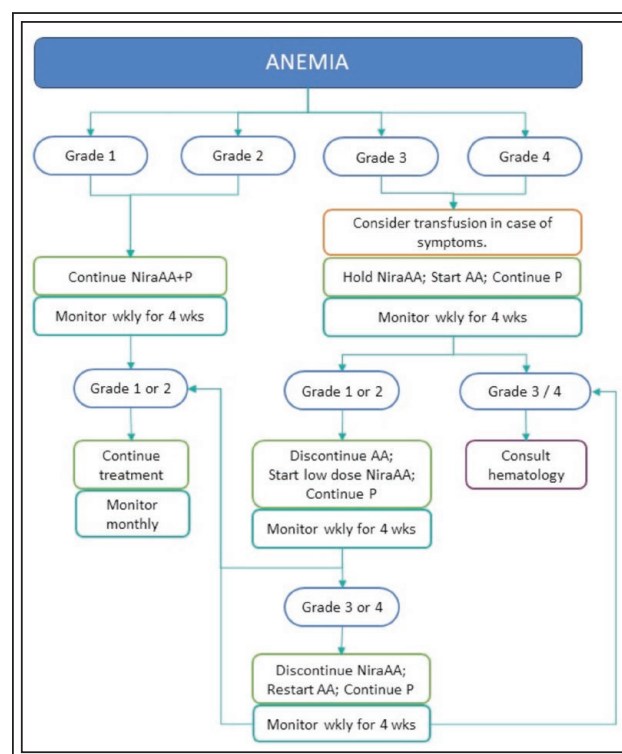 ANEMIA
Grade 1
Grade 2
Grade 3
Grade 4
Consider transfusion in case of
symptoms.
Continue NiraAA+P
Hold NiraAA; Start AA; Continue P
Monitor wkly for 4 wks
Monitor wkly for 4 wks
Grade 1 or 2
Grade 1 or 2
Grade 3 / 4
Continue
treatment
Monitor
monthly
Discontinue AA;
Start low dose NiraAA;
Continue P
Consult
hematology
Monitor wkly for 4 wks
Grade 3 or 4
Discontinue NiraAA;
Restart AA; Continue P
Monitor wkly for 4 wks